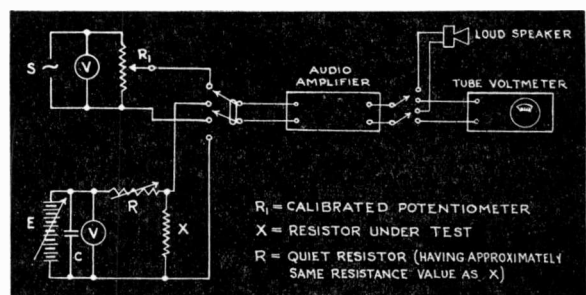 S
V
R1
AUDIO
AMPLIFIER
LOUD SPEAKER
TUBE VOLTMETER
E
C
V
R
X
R1 = CALIBRATED POTENTIOMETER
X = RESISTOR UNDER TEST
R = QUIET RESISTOR (HAVING APPROXIMATELY
SAME RESISTANCE VALUE AS X)